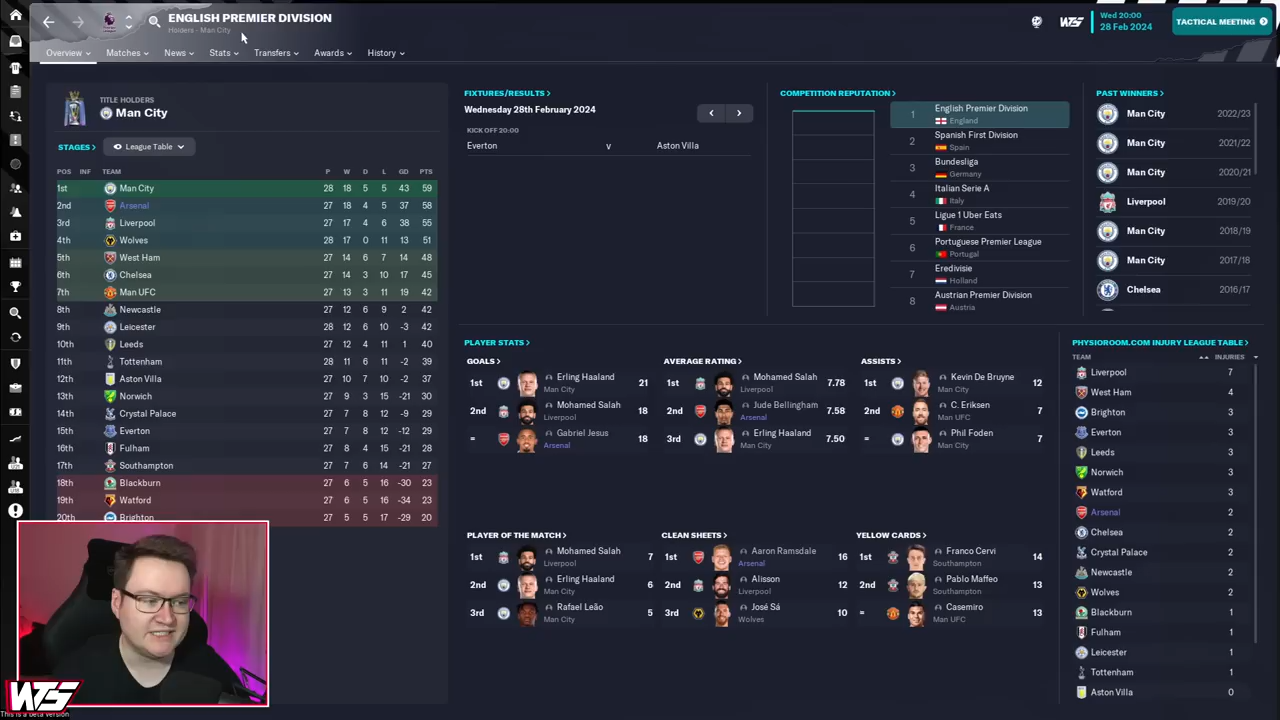 ENGLISH PREMIER DIVISION
Holders - Man City
WTS
Wed 20:00
28 Feb 2024
TACTICAL MEETING
Overview
Matches
News
Stats
Transfers
Awards
History
TITLE HOLDERS
Man City
STAGES
League Table
POS INF TEAM P W D L GD PTS
1st Man City 28 18 5 5 43 59
2nd Arsenal 27 18 4 5 37 58
3rd Liverpool 27 17 4 6 38 55
4th Wolves 28 17 0 11 13 51
5th West Ham 27 14 6 7 14 48
6th Chelsea 27 14 3 10 17 45
7th Man UFC 27 13 3 11 19 42
8th Newcastle 27 12 6 9 2 42
9th Leicester 28 12 6 10 -3 42
10th Leeds 27 12 4 11 1 40
11th Tottenham 28 11 6 11 -2 39
12th Aston Villa 27 10 7 10 -2 37
13th Norwich 27 9 3 15 -21 30
14th Crystal Palace 27 7 8 12 -9 29
15th Everton 27 7 8 12 -12 29
16th Fulham 27 8 4 15 -21 28
17th Southampton 27 7 6 14 -21 27
18th Blackburn 27 6 5 16 -30 23
19th Watford 27 6 5 16 -34 23
20th Brighton 27 5 5 17 -29 20
FIXTURES/RESULTS
Wednesday 28th February 2024
KICK OFF 20:00
Everton v Aston Villa
COMPETITION REPUTATION
1 English Premier Division
England
2 Spanish First Division
Spain
3 Bundesliga
Germany
4 Italian Serie A
Italy
5 Ligue 1 Uber Eats
France
6 Portuguese Premier League
Portugal
7 Eredivisie
Holland
8 Austrian Premier Division
Austria
PAST WINNERS
Man City 2022/23
Man City 2021/22
Man City 2020/21
Liverpool 2019/20
Man City 2018/19
Man City 2017/18
Chelsea 2016/17
PLAYER STATS
GOALS
1st Erling Haaland 21
Man City
2nd Mohamed Salah 18
Liverpool
= Gabriel Jesus 18
Arsenal
AVERAGE RATING
1st Mohamed Salah 7.78
Liverpool
2nd Jude Bellingham 7.58
Arsenal
3rd Erling Haaland 7.50
Man City
ASSISTS
1st Kevin De Bruyne 12
Man City
2nd C. Eriksen 7
Man UFC
= Phil Foden 7
Man City
PLAYER OF THE MATCH
1st Mohamed Salah 7
Liverpool
2nd Erling Haaland 6
Man City
3rd Rafael Leão 5
Man City
CLEAN SHEETS
1st Aaron Ramsdale 16
Arsenal
2nd Alisson 12
Liverpool
3rd José Sá 10
Wolves
YELLOW CARDS
1st Franco Cervi 14
Southampton
2nd Pablo Maffeo 13
Southampton
= Casemiro 13
Man UFC
PHYSIOROOM.COM INJURY LEAGUE TABLE
TEAM INJURIES
Liverpool 7
West Ham 4
Brighton 3
Everton 3
Leeds 3
Norwich 3
Watford 3
Arsenal 2
Chelsea 2
Crystal Palace 2
Newcastle 2
Wolves 2
Blackburn 1
Fulham 1
Leicester 1
Tottenham 1
Aston Villa 0
WTS
This is a beta version